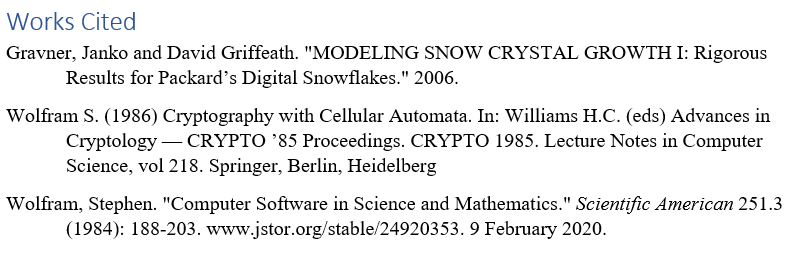 Works Cited
Gravner, Janko and David Griffeath. "MODELING SNOW CRYSTAL GROWTH I: Rigorous
Results for Packard’s Digital Snowflakes." 2006.
Wolfram S. (1986) Cryptography with Cellular Automata. In: Williams H.C. (eds) Advances in
Cryptology — CRYPTO ’85 Proceedings. CRYPTO 1985. Lecture Notes in Computer
Science, vol 218. Springer, Berlin, Heidelberg
Wolfram, Stephen. "Computer Software in Science and Mathematics." Scientific American 251.3
(1984): 188-203. www.jstor.org/stable/24920353. 9 February 2020.